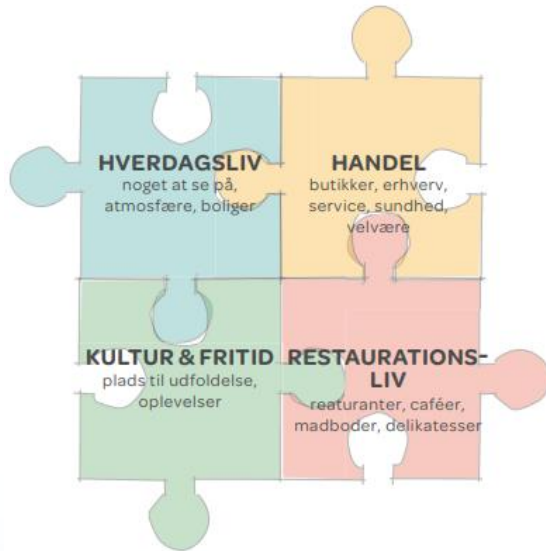 HVERDAGSLIV
noget at se på,
atmosfære, boliger
HANDEL
butikker, erhverv,
service, sundhed,
velvære
KULTUR & FRITID
plads til udfoldelse,
oplevelser
RESTAURATIONS-
LIV
reaturanter, caféer,
madboder, delikatesser